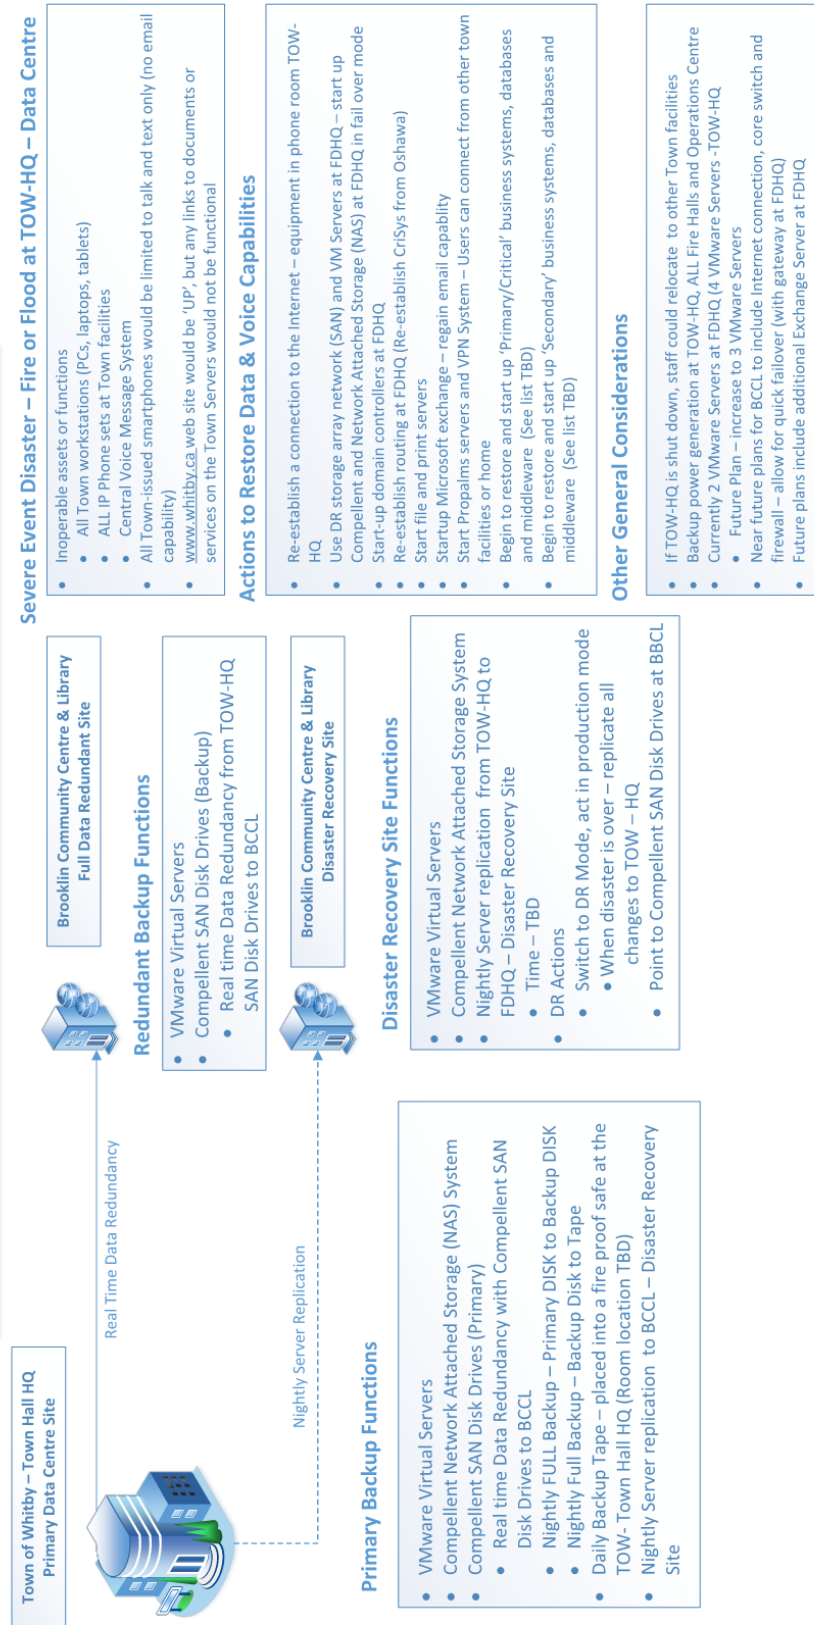 Town of Whitby – Town Hall HQ
Primary Data Centre Site
Real Time Data Redundancy
Nightly Server Replication
Primary Backup Functions
• VMware Virtual Servers
• Compellent Network Attached Storage (NAS) System
• Compellent SAN Disk Drives (Primary)
• Real time Data Redundancy with Compellent SAN
Disk Drives to BCCL
• Nightly FULL Backup – Primary DISK to Backup DISK
• Nightly Full Backup – Backup Disk to Tape
• Daily Backup Tape – placed into a fire proof safe at the
TOW- Town Hall HQ (Room location TBD)
• Nightly Server replication to BCCL – Disaster Recovery
Site
Brooklin Community Centre & Library
Full Data Redundant Site
Redundant Backup Functions
• VMware Virtual Servers
• Compellent SAN Disk Drives (Backup)
• Real time Data Redundancy from TOW-HQ
SAN Disk Drives to BCCL
Brooklin Community Centre & Library
Disaster Recovery Site
Disaster Recovery Site Functions
• VMware Virtual Servers
• Compellent Network Attached Storage System
• Nightly Server replication from TOW-HQ to
FDHQ – Disaster Recovery Site
• Time – TBD
• DR Actions
• Switch to DR Mode, act in production mode
• When disaster is over – replicate all
changes to TOW – HQ
• Point to Compellent SAN Disk Drives at BBCL
Severe Event Disaster – Fire or Flood at TOW-HQ – Data Centre
• Inoperable assets or functions
• All Town workstations (PCs, laptops, tablets)
• ALL IP Phone sets at Town facilities
• Central Voice Message System
• All Town-issued smartphones would be limited to talk and text only (no email
capability)
• www.whitby.ca web site would be ‘UP’, but any links to documents or
services on the Town Servers would not be functional
Actions to Restore Data & Voice Capabilities
• Re-establish a connection to the Internet – equipment in phone room TOW-
HQ
• Use DR storage array network (SAN) and VM Servers at FDHQ – start up
Compellent and Network Attached Storage (NAS) at FDHQ in fail over mode
• Start-up domain controllers at FDHQ
• Re-establish routing at FDHQ (Re-establish CriSys from Oshawa)
• Start file and print servers
• Startup Microsoft exchange – regain email capablity
• Start Propalms servers and VPN System – Users can connect from other town
facilities or home
• Begin to restore and start up ‘Primary/Critical’ business systems, databases
and middleware (See list TBD)
• Begin to restore and start up ‘Secondary’ business systems, databases and
middleware (See list TBD)
Other General Considerations
• If TOW-HQ is shut down, staff could relocate to other Town facilities
• Backup power generation at TOW-HQ, ALL Fire Halls and Operations Centre
• Currently 2 VMware Servers at FDHQ (4 VMware Servers -TOW-HQ
• Future Plan – increase to 3 VMware Servers
• Near future plans for BCCL to include Internet connection, core switch and
firewall – allow for quick failover (with gateway at FDHQ)
• Future plans include additional Exchange Server at FDHQ